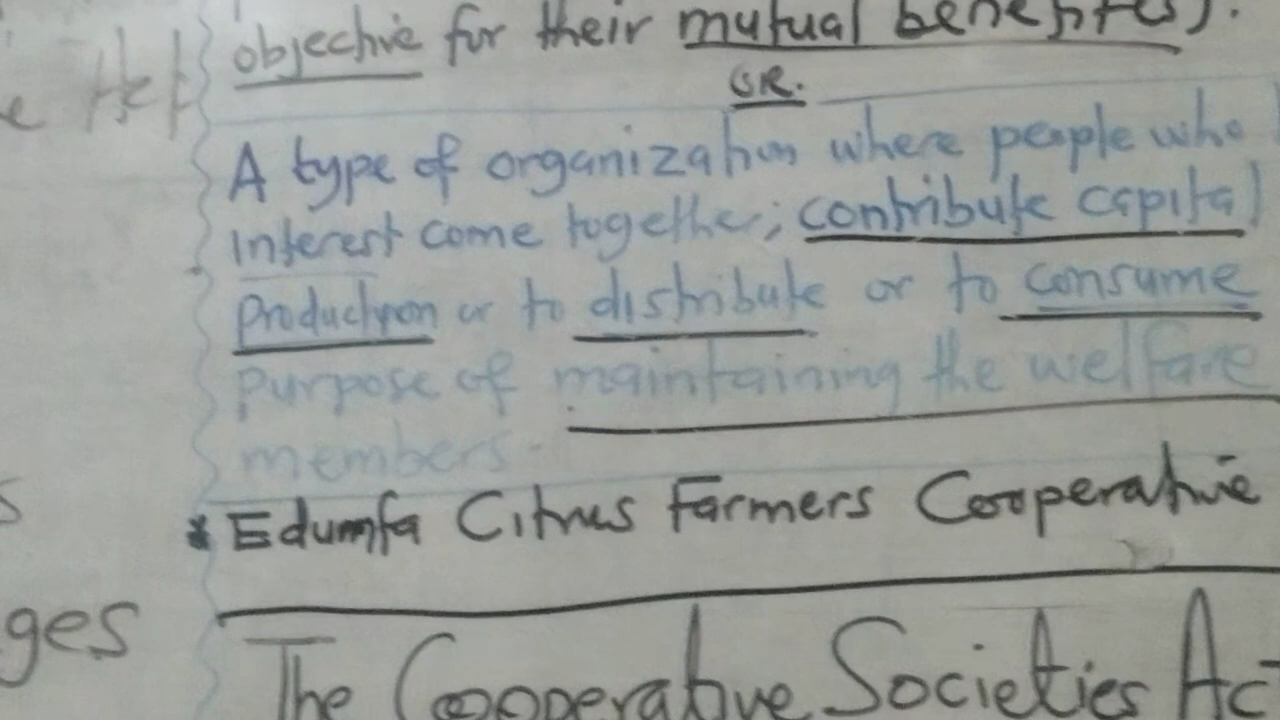 objective for their mutual benefit(s).
OR.
Act
A type of organization where people who
interest come together; contribute capital
production or to distribute or to consume
purpose of maintaining the welfare
members.
* Edumfa Citrus Farmers Cooperative
ges
The Cooperative Societies Act